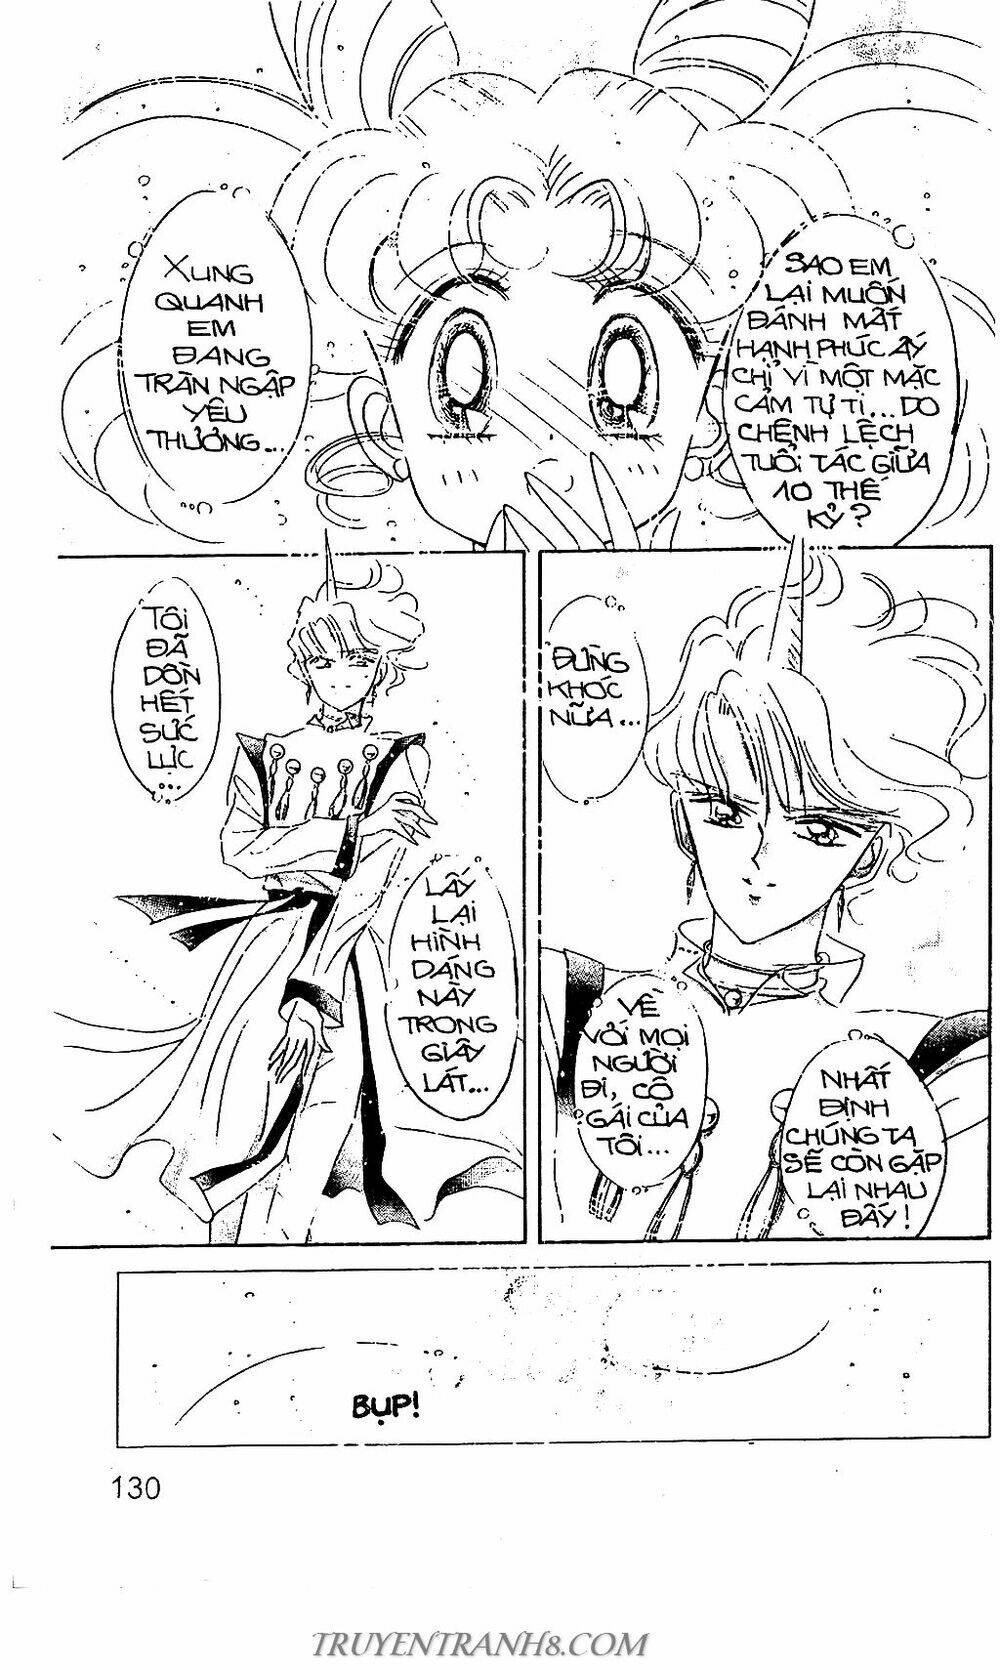 XUNG
QUANH
EM
ĐANG
TRÀN NGẬP
YÊU
THƯƠNG...
SAO EM
LẠI MUỐN
ĐÁNH MẤT
HẠNH PHÚC ẤY
CHỈ VÌ MỘT MẶC
CẢM TỰ TI... DO
CHÊNH LỆCH
TUỔI TÁC GIỮA
10 THẾ
KỶ?
TÔI
ĐÃ
DỒN
HẾT
SỨC
LỰC
...
LẤY
LẠI
HÌNH
DÁNG
NÀY
TRONG
GIÂY
LÁT...
ĐỪNG
KHÓC
NỮA...
VỀ
VỚI MỌI
NGƯỜI
ĐI, CÔ
GÁI CỦA
TÔI...
NHẤT
ĐỊNH
CHÚNG TA
SẼ CÒN GẶP
LẠI NHAU
ĐẤY!
BỤP!
130
TRUYENTRANH8.COM